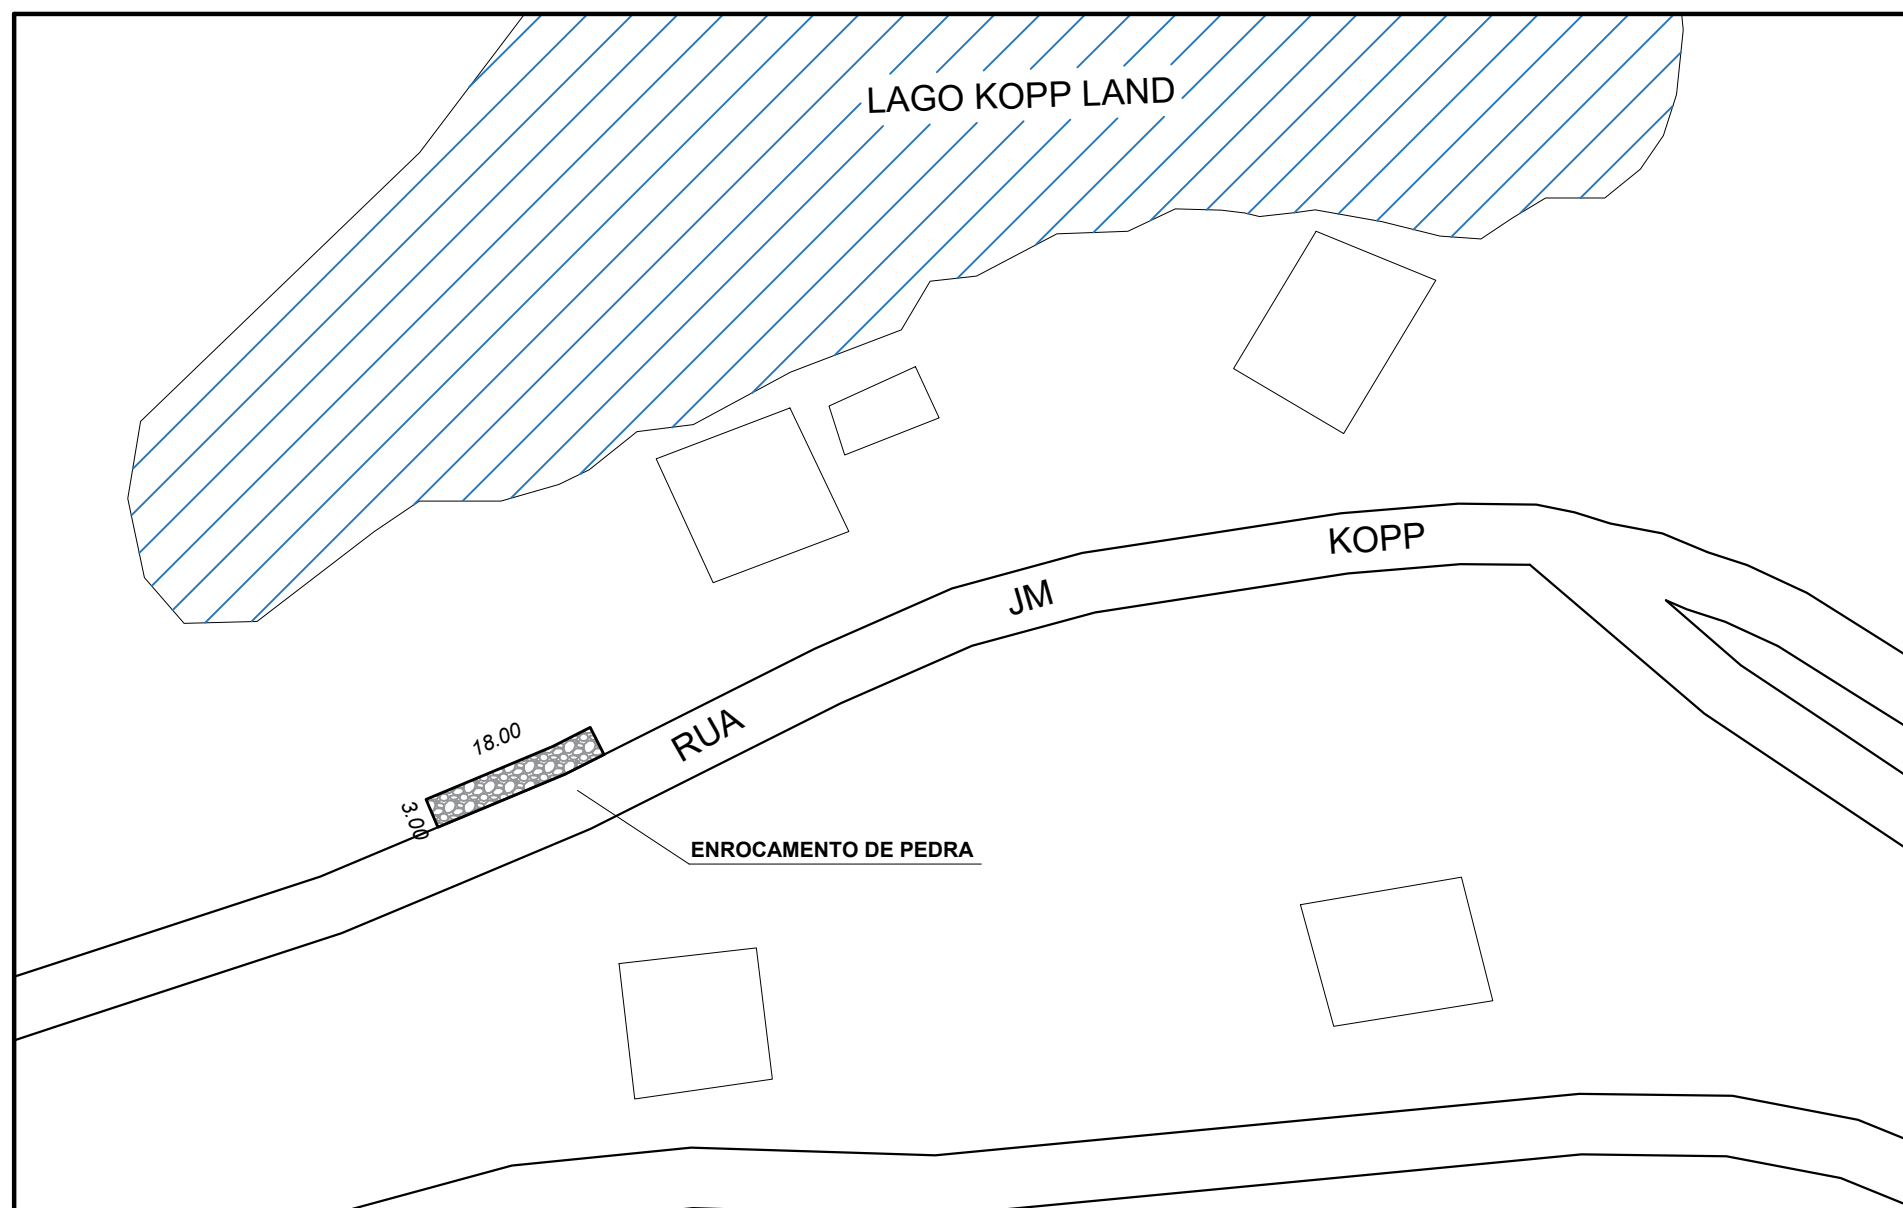 LAGO KOPP LAND
RUA JM KOPP
18.00
3.00
ENROCAMENTO DE PEDRA